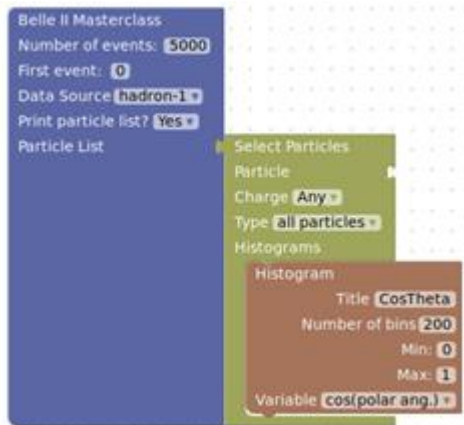 Belle II Masterclass
Number of events: 5000
First event: 0
Data Source hadron-1
Print particle list? Yes
Particle List
Select Particles
Particle
Charge Any
Type all particles
Histograms
Histogram
Title CosTheta
Number of bins 200
Min: 0
Max: 1
Variable cos(polar ang.)